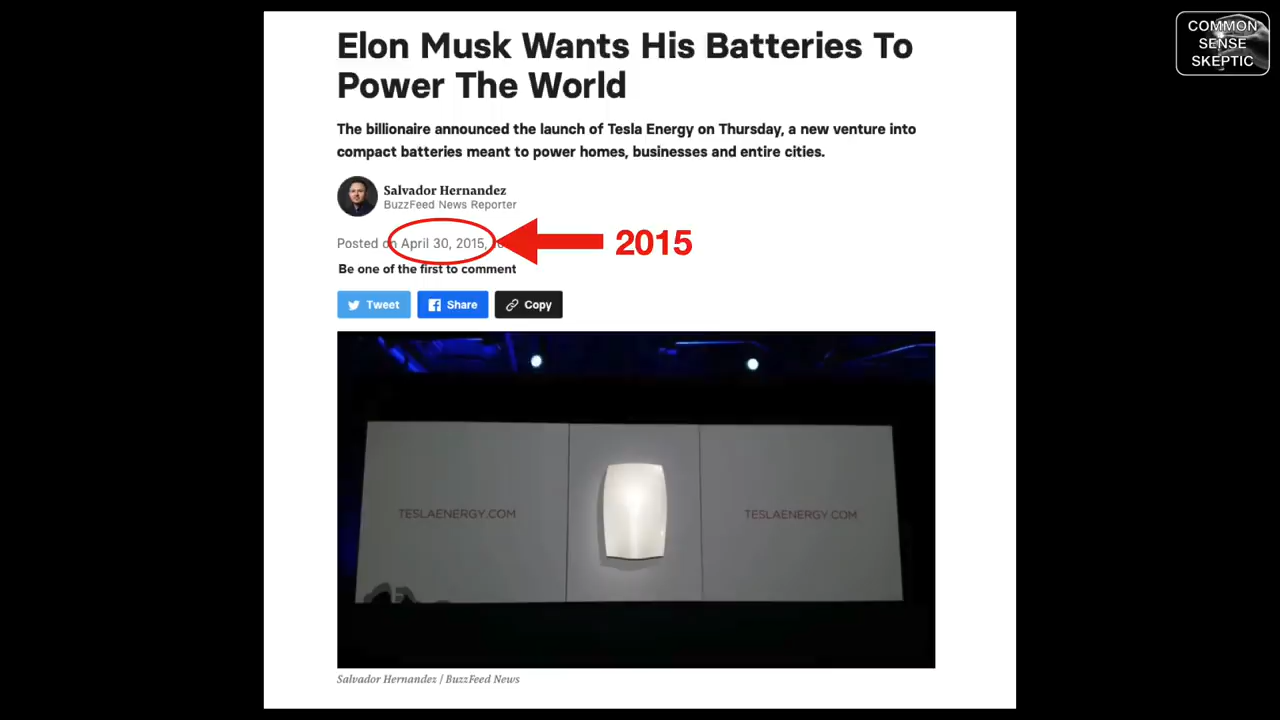 COMMON
SENSE
SKEPTIC
Elon Musk Wants His Batteries To
Power The World
The billionaire announced the launch of Tesla Energy on Thursday, a new venture into
compact batteries meant to power homes, businesses and entire cities.
Salvador Hernandez
BuzzFeed News Reporter
Posted on April 30, 2015,
2015
Be one of the first to comment
Tweet
Share
Copy
TESLAENERGY.COM
TESLAENERGY.COM
Salvador Hernandez / BuzzFeed News